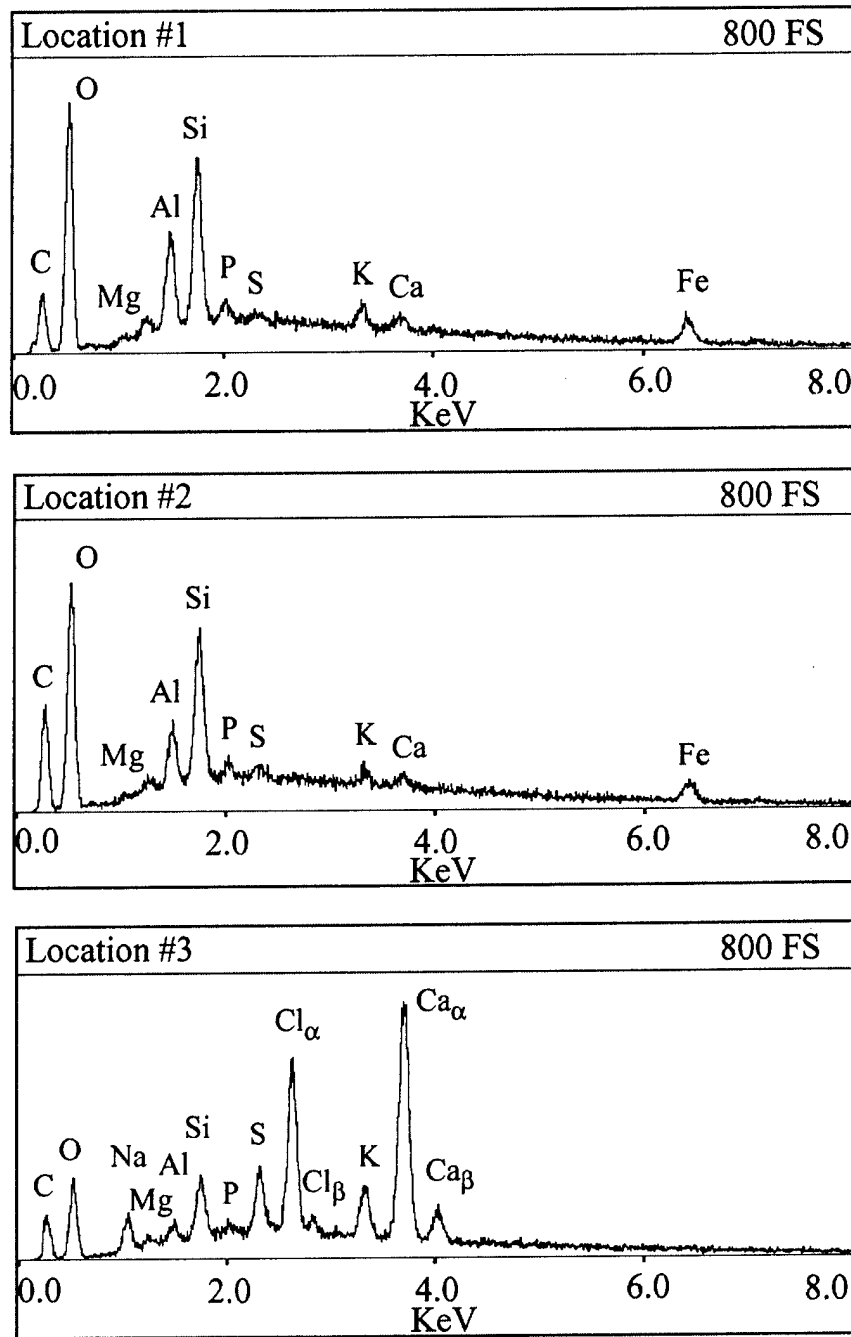 Location #1 800 FS
O
Si
Al
C
P
K
Mg
S
Ca
Fe
0.0 2.0 4.0 6.0 8.0
KeV
Location #2 800 FS
O
Si
C
Al
P
S
K
Mg
Ca
Fe
0.0 2.0 4.0 6.0 8.0
KeV
Location #3 800 FS
Clα
Caα
Si
S
O
Na
Al
K
C
Mg
P
Clβ
Caβ
0.0 2.0 4.0 6.0 8.0
KeV